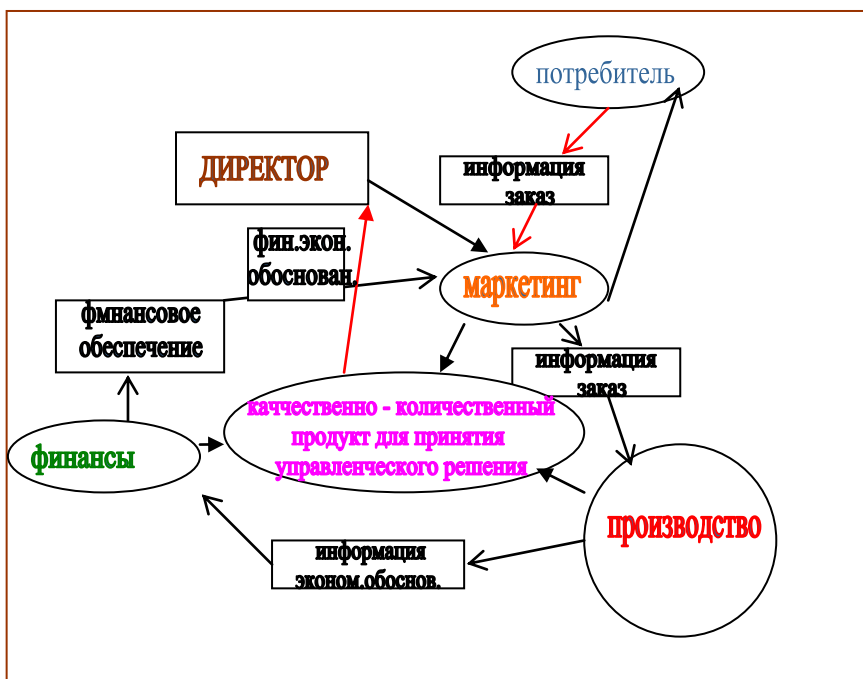 потребитель
ДИРЕКТОР
информация
заказ
фин.экон.
обоснован.
маркетинг
фмнансовое
обеспечение
информация
заказ
каччественно - количественный
продукт для принятия
управленческого решения
финансы
производство
информация
эконом.обоснов.